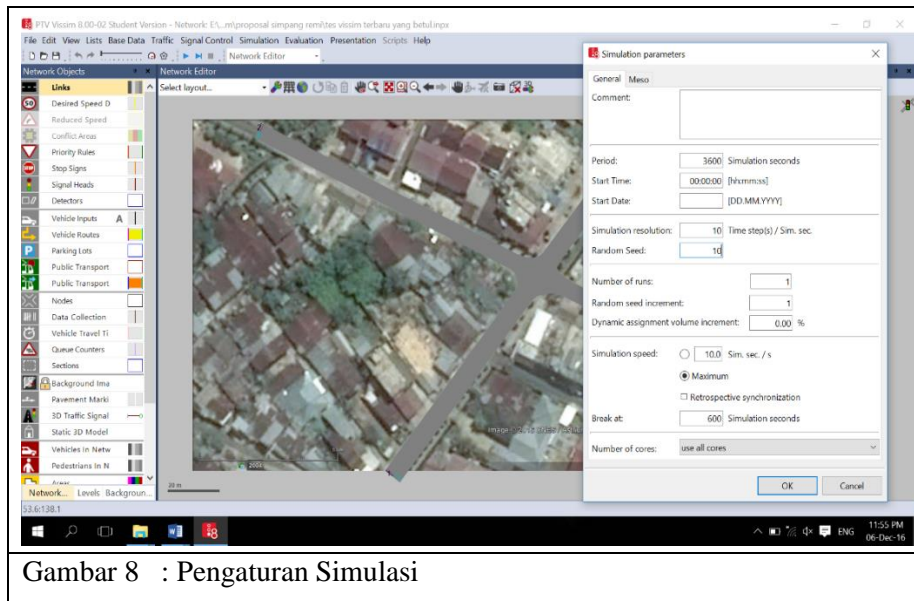 PTV Vissim 8.00-02 Student Version - Network: E:\...m\proposal simpang remi\tes vissim terbaru yang betul.inpx
File Edit View Lists Base Data Traffic Signal Control Simulation Evaluation Presentation Scripts Help
Network Editor
Network Objects
Network Editor
Select layout...
Links
Desired Speed D
Reduced Speed
Conflict Areas
Priority Rules
Stop Signs
Signal Heads
Detectors
Vehicle Inputs A
Vehicle Routes
Parking Lots
Public Transport
Public Transport
Nodes
Data Collection
Vehicle Travel Ti
Queue Counters
Sections
Background Ima
Pavement Marki
3D Traffic Signal
Static 3D Model
Vehicles In Netw
Pedestrians In N
Areas
Network... Levels Backgroun...
20 m
53.6:138.1
Simulation parameters
General Meso
Comment:
Period: 3600 Simulation seconds
Start Time: 00:00:00 [hh:mm:ss]
Start Date: [DD.MM.YYYY]
Simulation resolution: 10 Time step(s) / Sim. sec.
Random Seed: 10
Number of runs: 1
Random seed increment: 1
Dynamic assignment volume increment: 0.00 %
Simulation speed: 10.0 Sim. sec. / s
Maximum
Retrospective synchronization
Break at: 600 Simulation seconds
Number of cores: use all cores
OK Cancel
ENG
11:55 PM
06-Dec-16
Gambar 8 : Pengaturan Simulasi